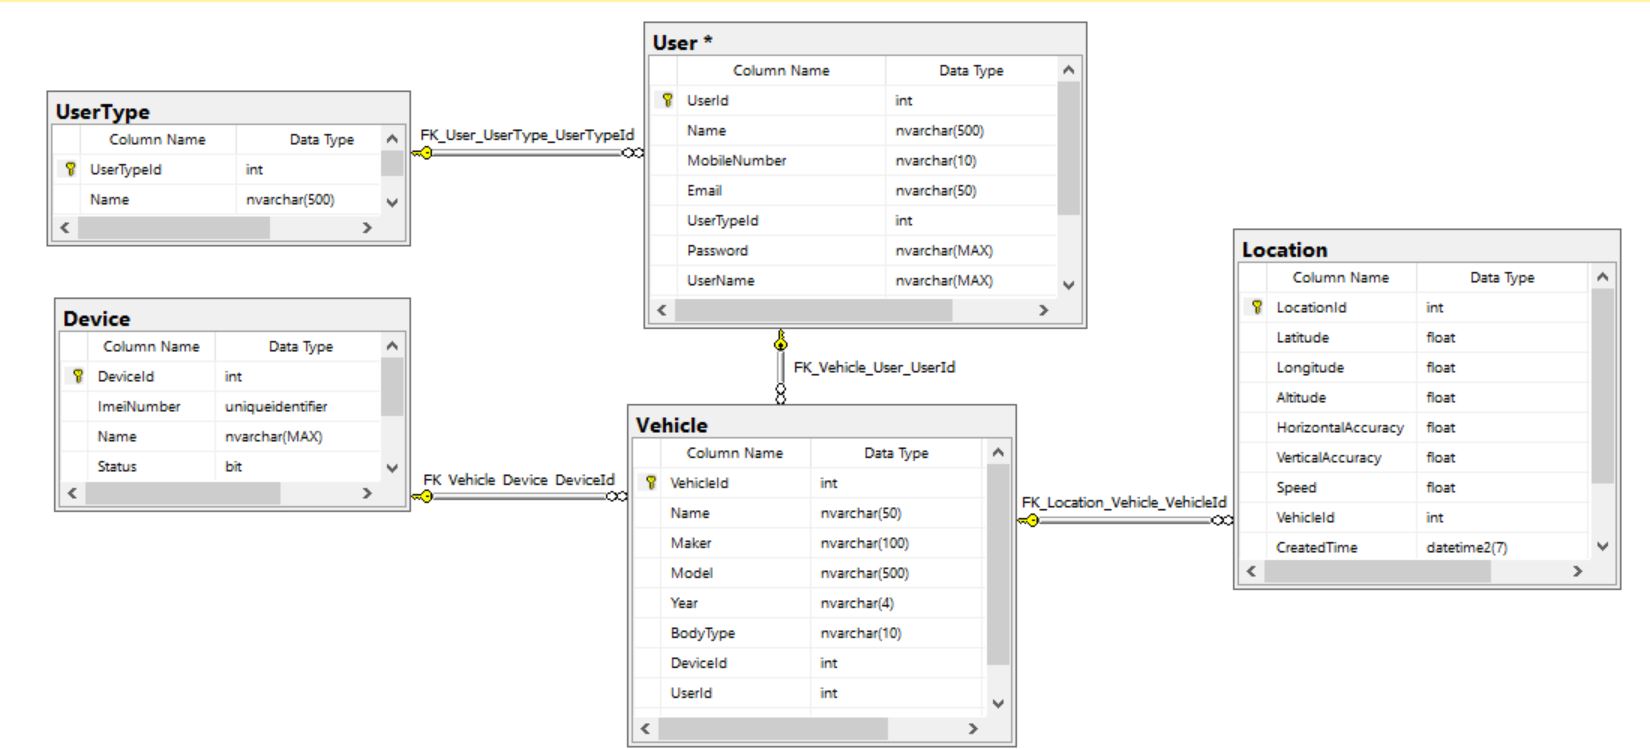 User *
Column Name Data Type
UserId int
Name nvarchar(500)
MobileNumber nvarchar(10)
Email nvarchar(50)
UserTypeId int
Password nvarchar(MAX)
UserName nvarchar(MAX)
UserType
Column Name Data Type
UserTypeId int
Name nvarchar(500)
FK_User_UserType_UserTypeId
Device
Column Name Data Type
DeviceId int
ImeiNumber uniqueidentifier
Name nvarchar(MAX)
Status bit
FK_Vehicle_User_UserId
FK_Vehicle_Device_DeviceId
Vehicle
Column Name Data Type
VehicleId int
Name nvarchar(50)
Maker nvarchar(100)
Model nvarchar(500)
Year nvarchar(4)
BodyType nvarchar(10)
DeviceId int
UserId int
FK_Location_Vehicle_VehicleId
Location
Column Name Data Type
LocationId int
Latitude float
Longitude float
Altitude float
HorizontalAccuracy float
VerticalAccuracy float
Speed float
VehicleId int
CreatedTime datetime2(7)